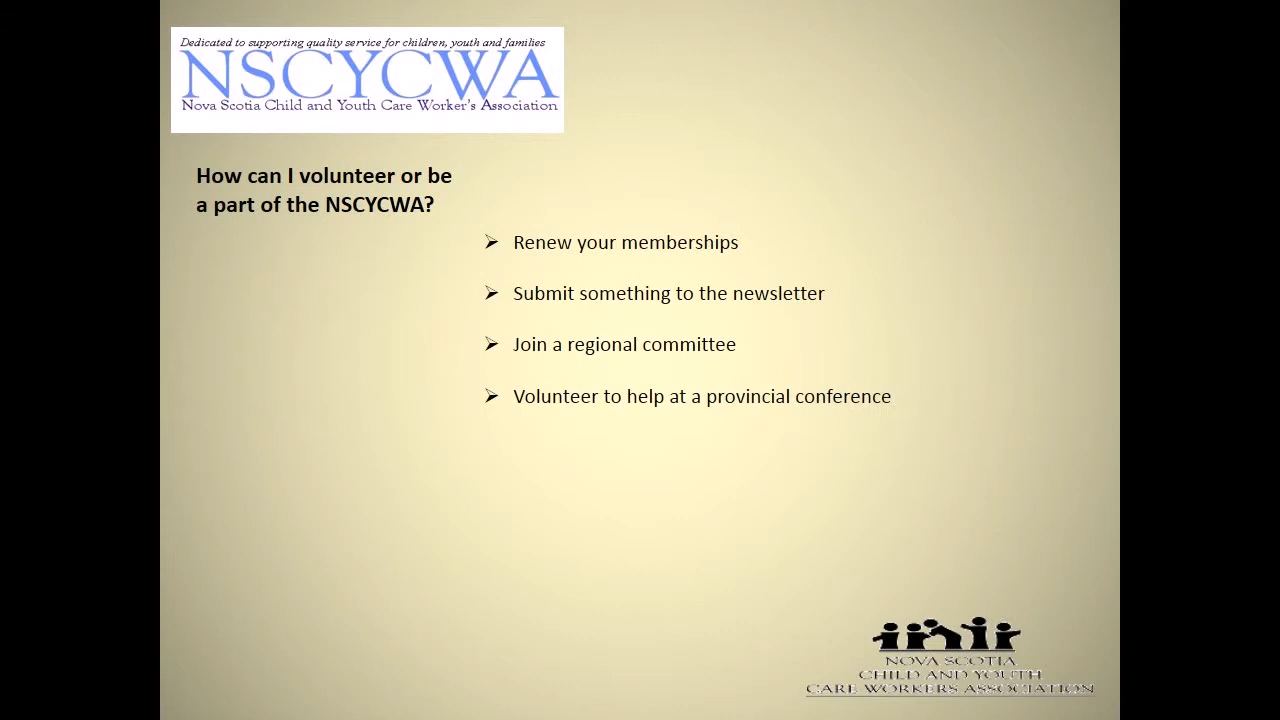 Dedicated to supporting quality service for children, youth and families
NSCYCWA
Nova Scotia Child and Youth Care Worker's Association
How can I volunteer or be
a part of the NSCYCWA?
➢ Renew your memberships
➢ Submit something to the newsletter
➢ Join a regional committee
➢ Volunteer to help at a provincial conference
NOVA SCOTIA
CHILD AND YOUTH
CARE WORKERS ASSOCIATION